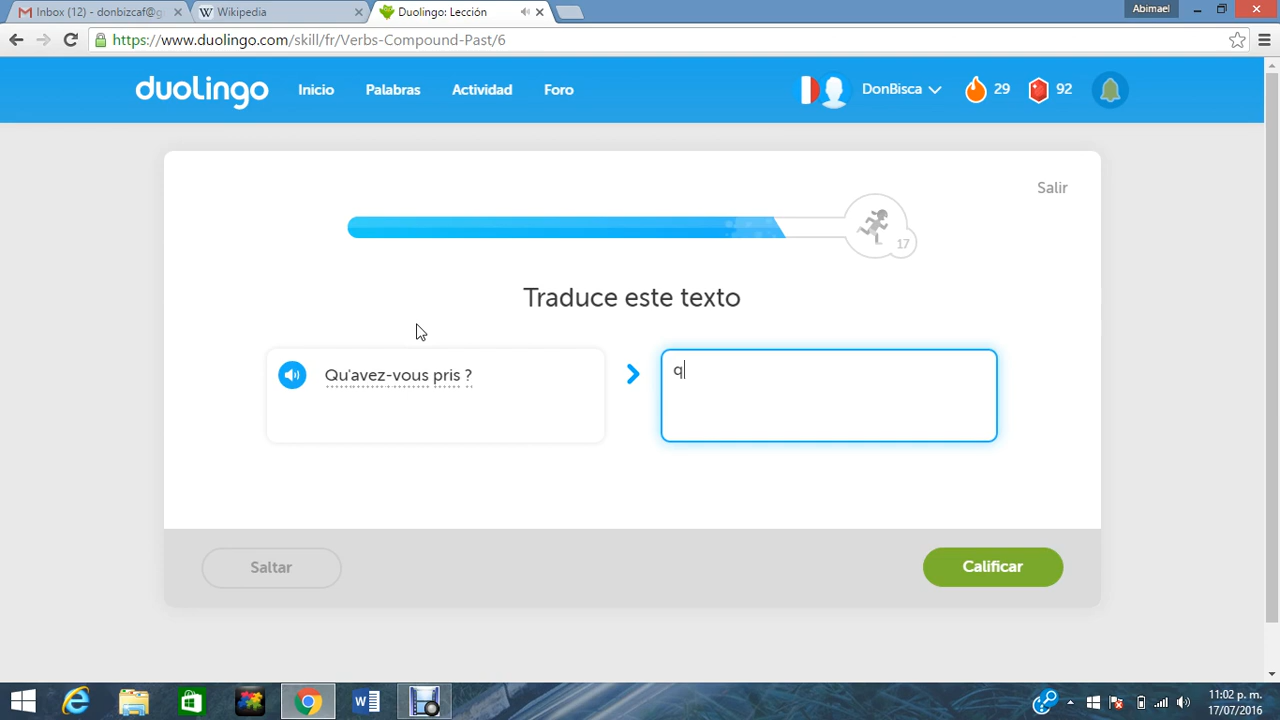 Inbox (12) - donbizcaf@g
Wikipedia
Duolingo: Lección
Abimael
https://www.duolingo.com/skill/fr/Verbs-Compound-Past/6
duolingo
Inicio
Palabras
Actividad
Foro
DonBisca
29
92
Salir
17
Traduce este texto
Qu'avez-vous pris ?
q
Saltar
Calificar
11:02 p. m.
17/07/2016